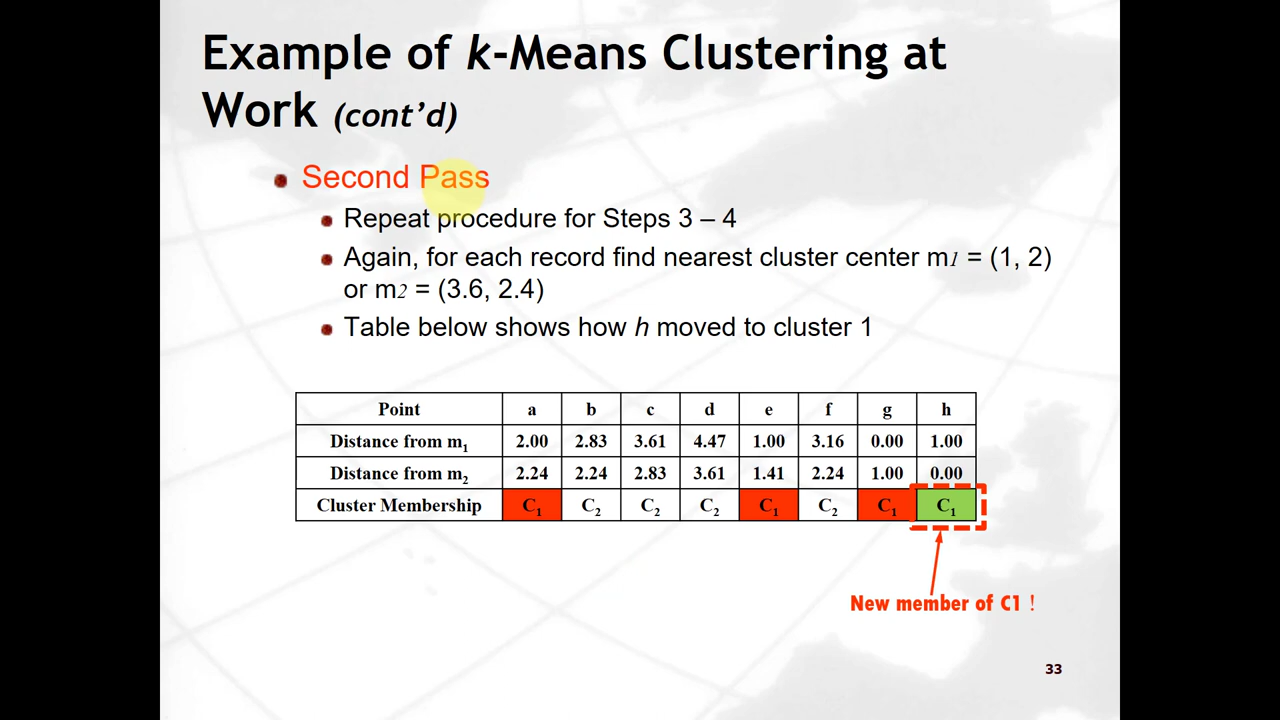 Example of k-Means Clustering at
Work (cont’d)
Second Pass
Repeat procedure for Steps 3 – 4
Again, for each record find nearest cluster center m1 = (1, 2)
or m2 = (3.6, 2.4)
Table below shows how h moved to cluster 1
Point a b c d e f g h
Distance from m1 2.00 2.83 3.61 4.47 1.00 3.16 0.00 1.00
Distance from m2 2.24 2.24 2.83 3.61 1.41 2.24 1.00 0.00
Cluster Membership C1 C2 C2 C2 C1 C2 C1 C1
New member of C1 !
33